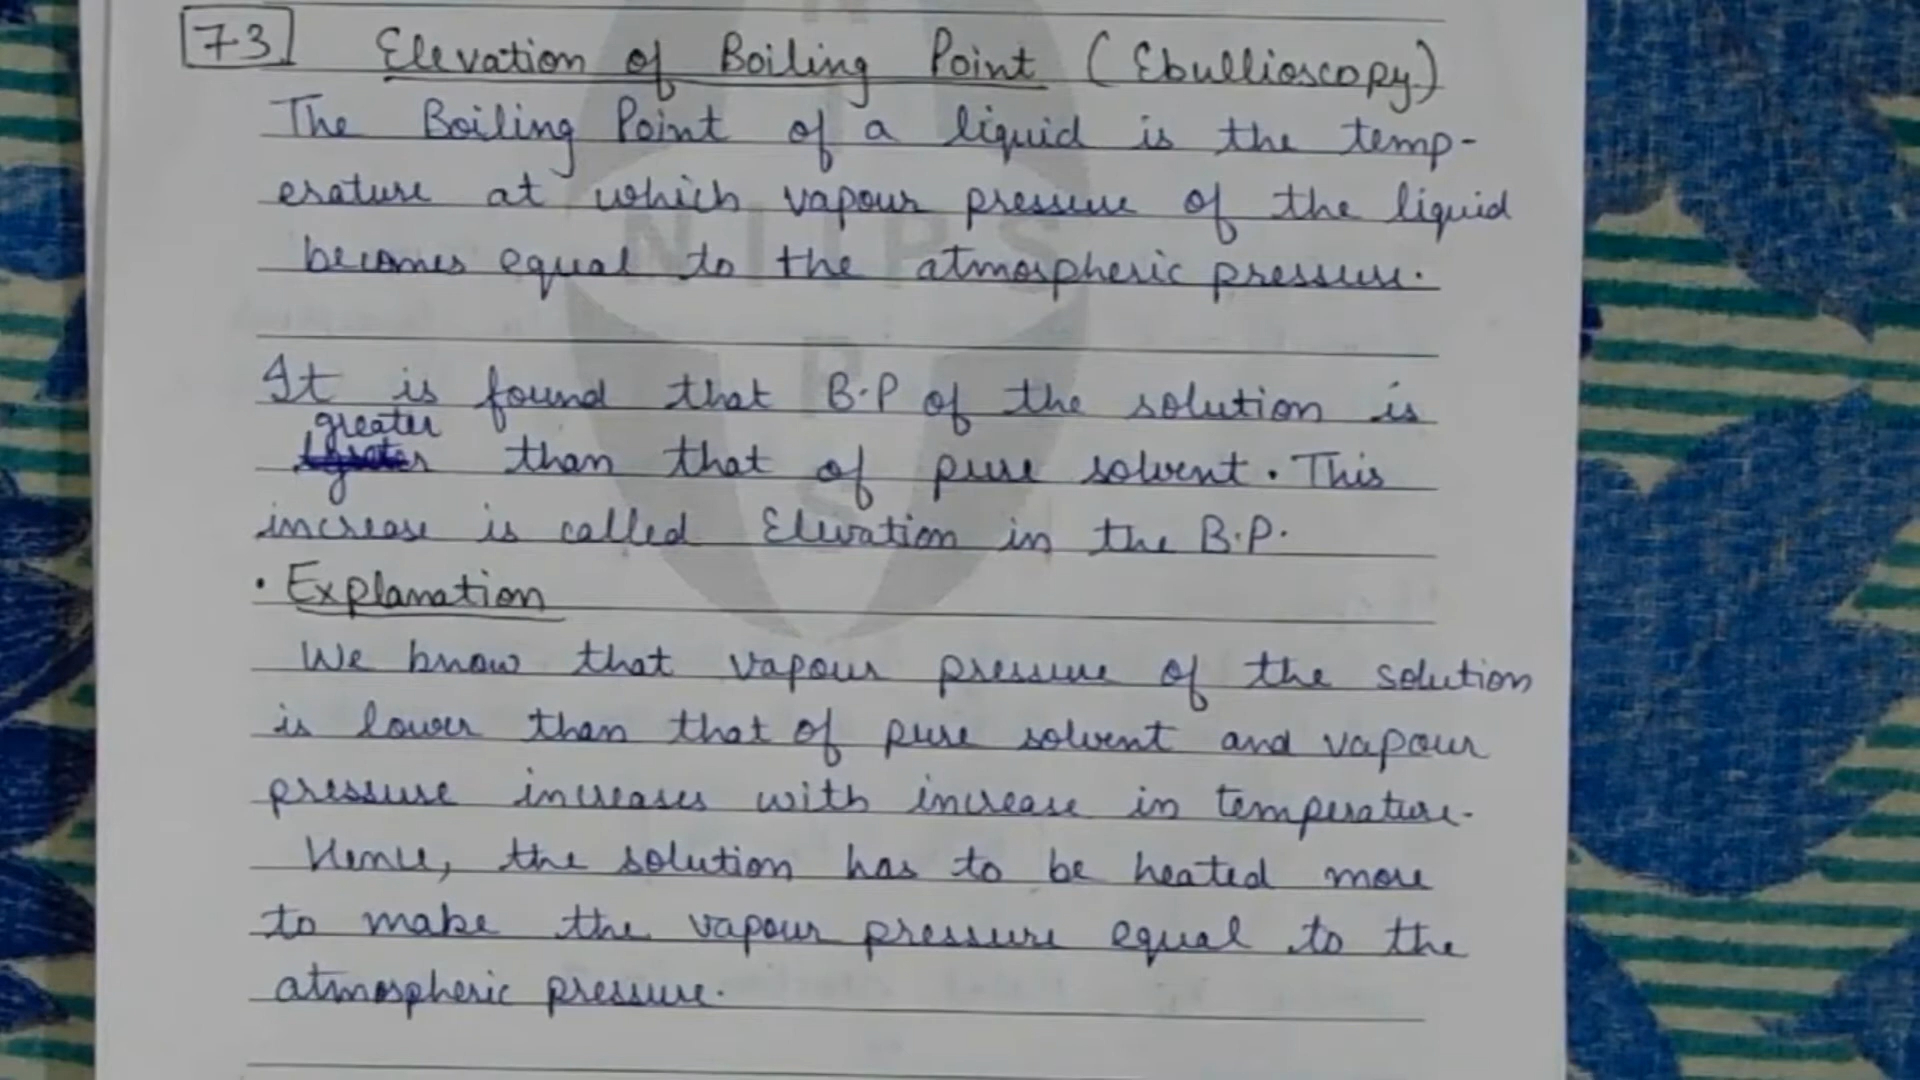 73 Elevation of Boiling Point (Ebullioscopy)
The Boiling Point of a liquid is the temp-
erature at which vapour pressure of the liquid
becomes equal to the atmospheric pressure.
It is found that B.P of the solution is
greater
than that of pure solvent. This
increase is called Elevation in the B.P.
• Explanation
We know that vapour pressure of the solution
is lower than that of pure solvent and vapour
pressure increases with increase in temperature.
Hence, the solution has to be heated more
to make the vapour pressure equal to the
atmospheric pressure.
NIIPS